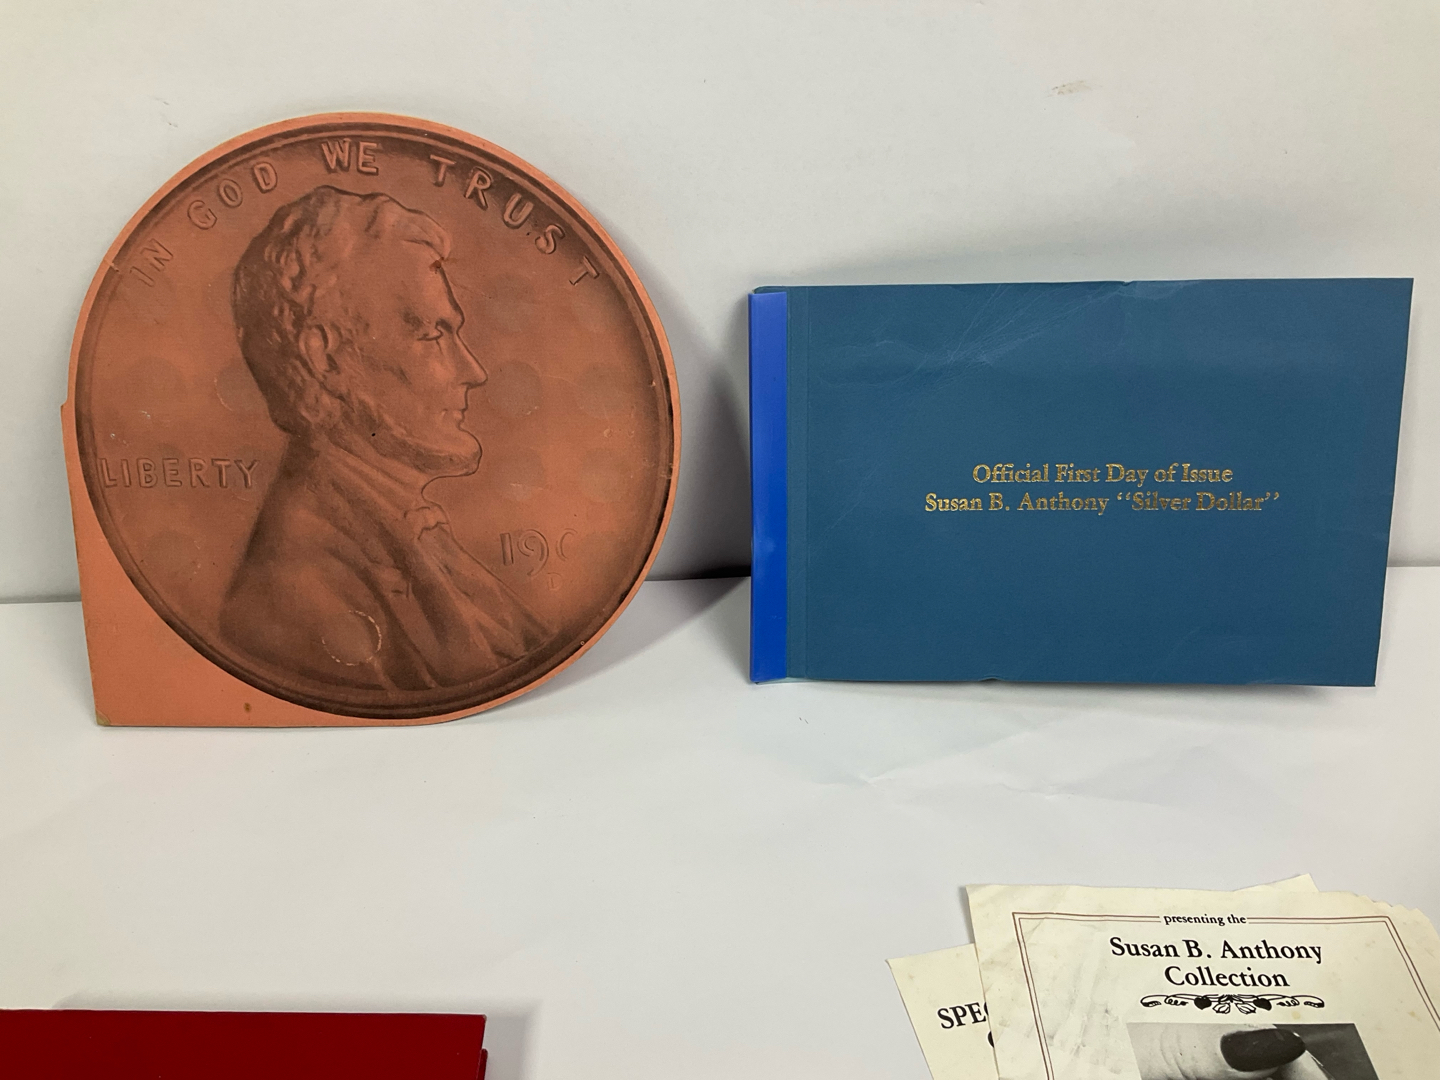 IN GOD WE TRUST
LIBERTY
D
Official First Day of Issue
Susan B. Anthony “Silver Dollar”
presenting the
Susan B. Anthony
Collection